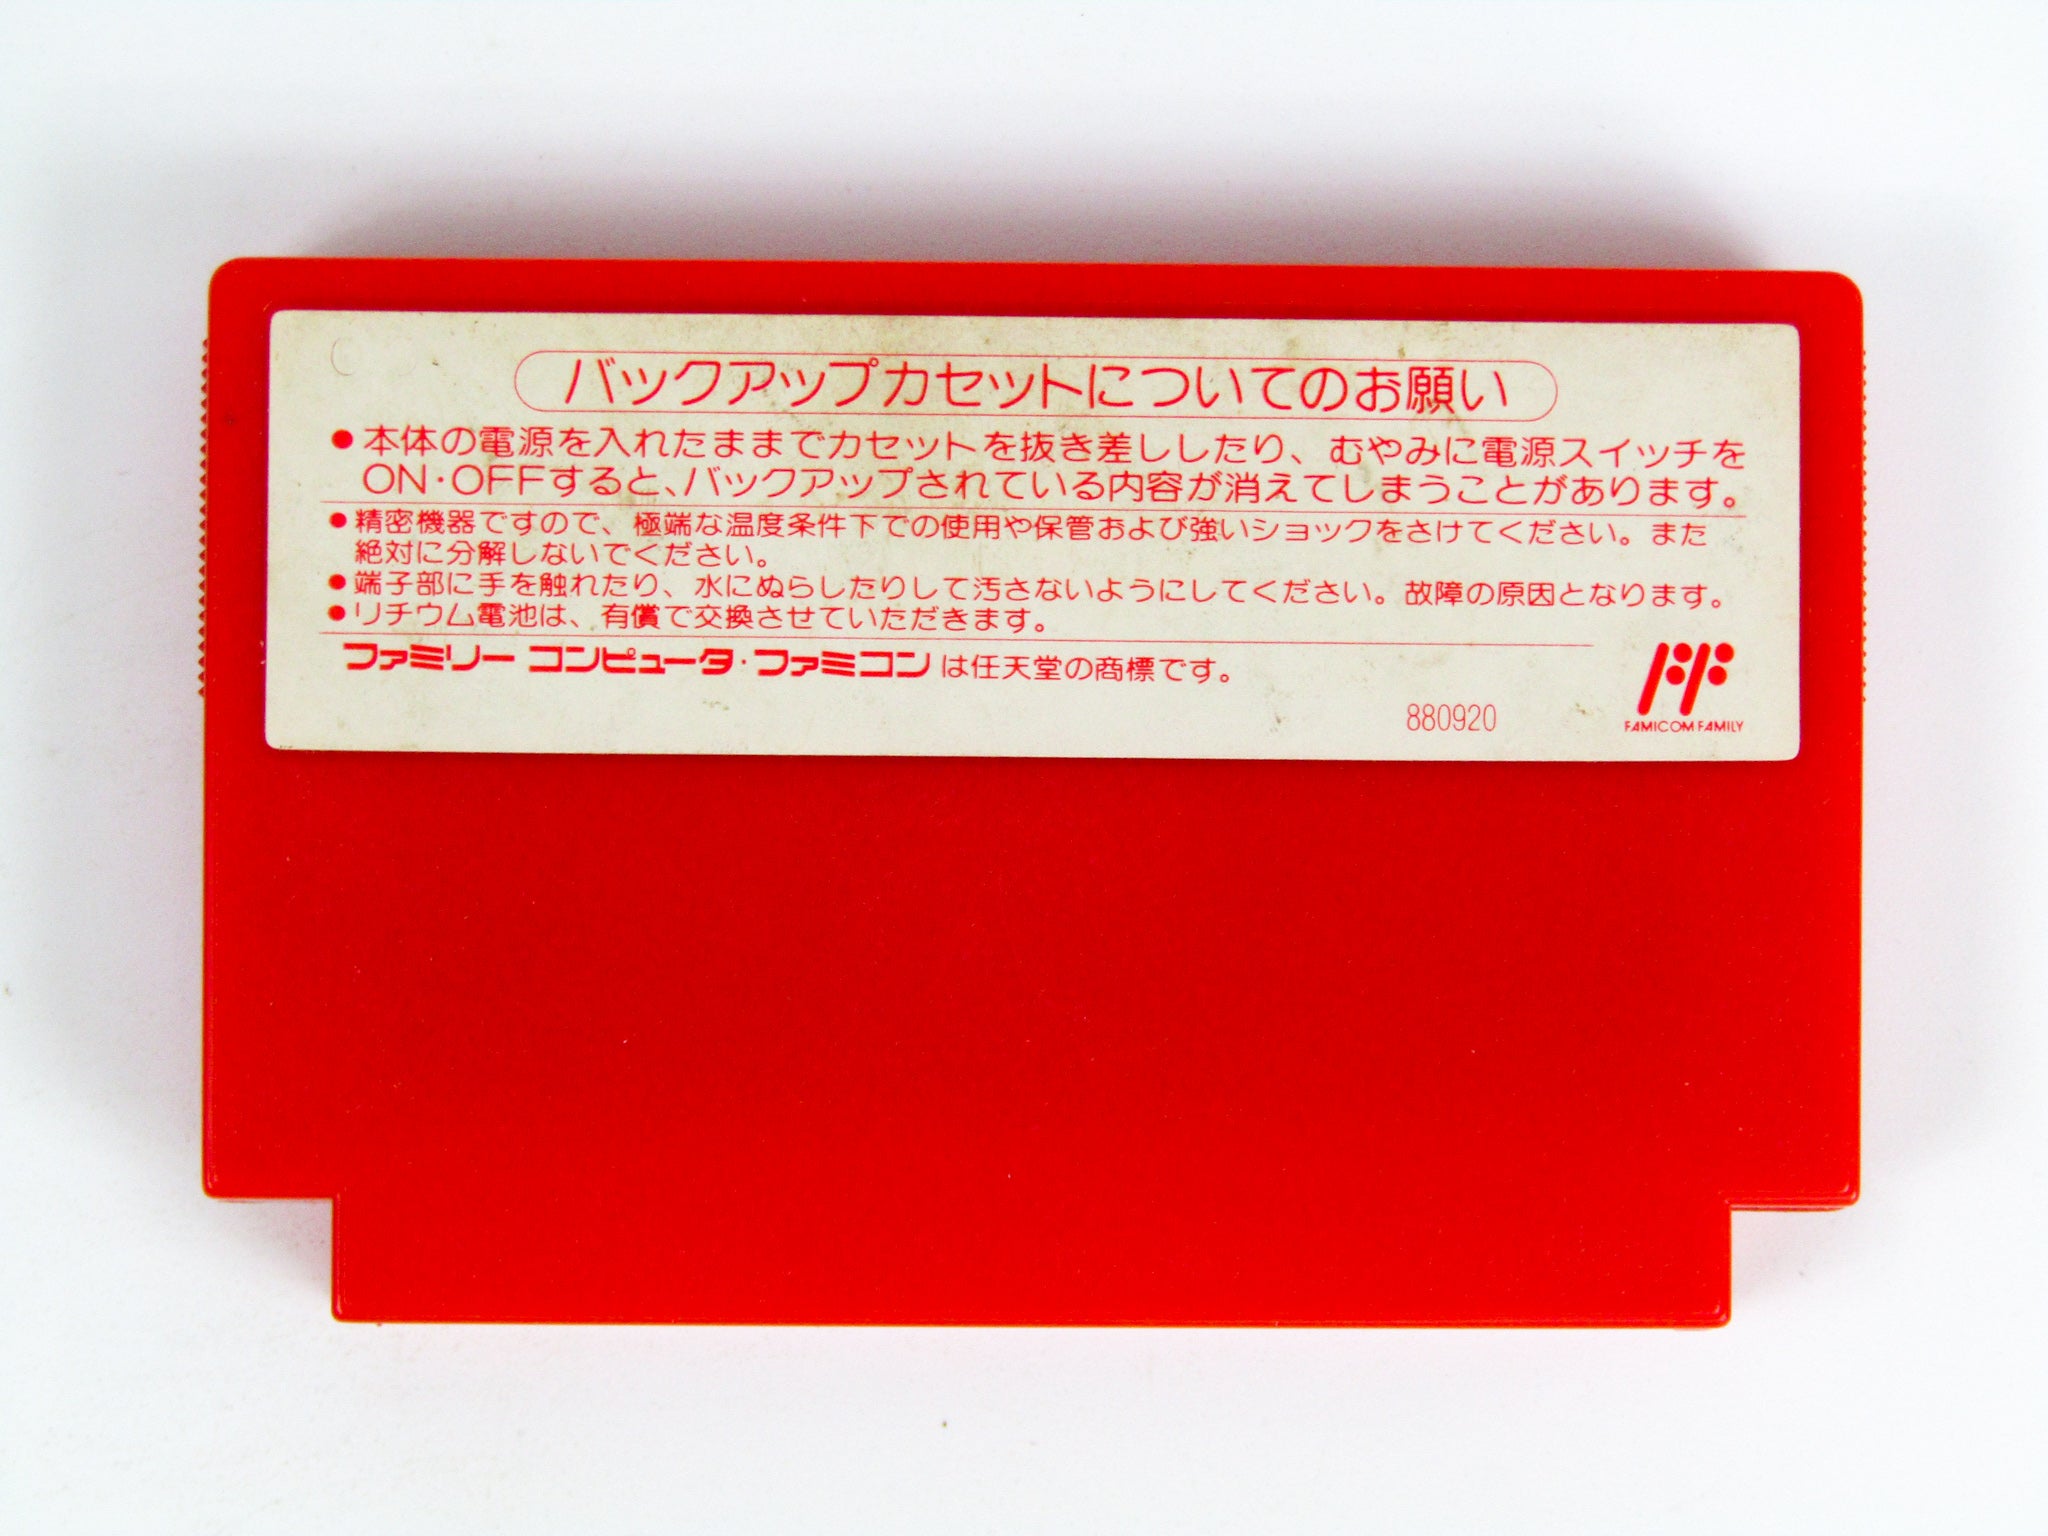 バックアップカセットについてのお願い
●本体の電源を入れたままでカセットを抜き差ししたり、むやみに電源スイッチを
ON・OFFすると、バックアップされている内容が消えてしまうことがあります。
●精密機器ですので、極端な温度条件下での使用や保管および強いショックをさけてください。また
絶対に分解しないでください。
●端子部に手を触れたり、水にぬらしたりして汚さないようにしてください。故障の原因となります。
●リチウム電池は、有償で交換させていただきます。
ファミリー コンピュータ・ファミコンは任天堂の商標です。
880920
FAMICOM FAMILY